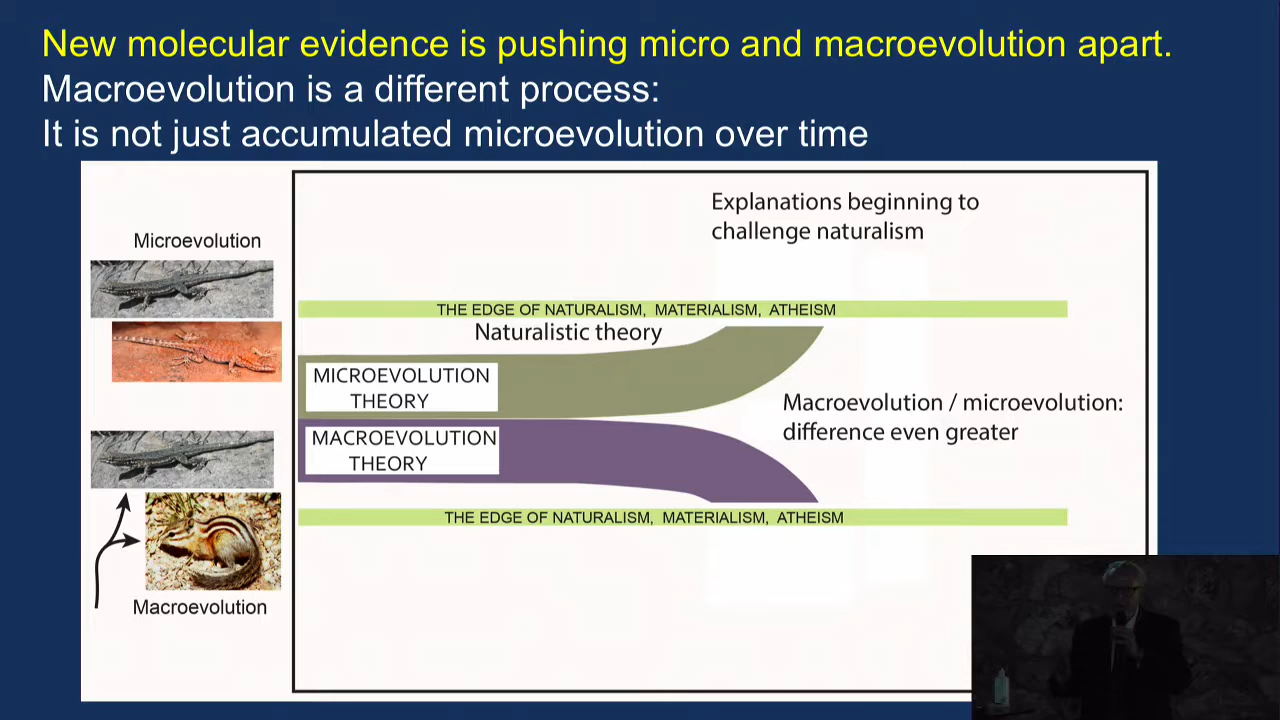 New molecular evidence is pushing micro and macroevolution apart.
Macroevolution is a different process:
It is not just accumulated microevolution over time
Explanations beginning to
challenge naturalism
Microevolution
THE EDGE OF NATURALISM, MATERIALISM, ATHEISM
Naturalistic theory
MICROEVOLUTION
THEORY
Macroevolution / microevolution:
difference even greater
MACROEVOLUTION
THEORY
THE EDGE OF NATURALISM, MATERIALISM, ATHEISM
Macroevolution